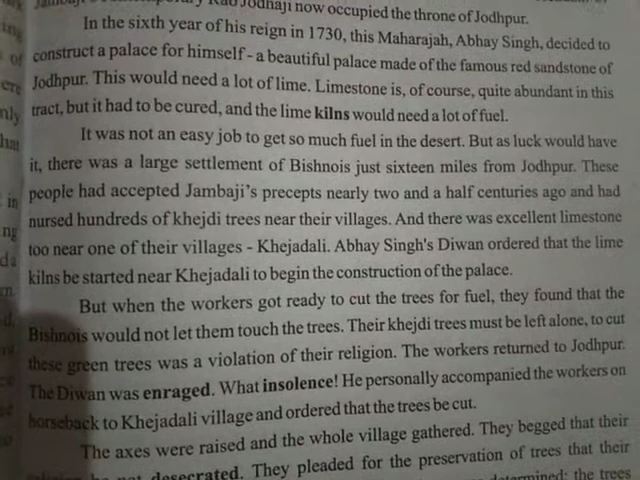 Jodhaji now occupied the throne of Jodhpur.
In the sixth year of his reign in 1730, this Maharajah, Abhay Singh, decided to
construct a palace for himself - a beautiful palace made of the famous red sandstone of
Jodhpur. This would need a lot of lime. Limestone is, of course, quite abundant in this
tract, but it had to be cured, and the lime kilns would need a lot of fuel.
It was not an easy job to get so much fuel in the desert. But as luck would have
it, there was a large settlement of Bishnois just sixteen miles from Jodhpur. These
people had accepted Jambaji's precepts nearly two and a half centuries ago and had
nursed hundreds of khejdi trees near their villages. And there was excellent limestone
too near one of their villages - Khejadali. Abhay Singh's Diwan ordered that the lime
kilns be started near Khejadali to begin the construction of the palace.
But when the workers got ready to cut the trees for fuel, they found that the
Bishnois would not let them touch the trees. Their khejdi trees must be left alone, to cut
these green trees was a violation of their religion. The workers returned to Jodhpur.
The Diwan was enraged. What insolence! He personally accompanied the workers on
horseback to Khejadali village and ordered that the trees be cut.
The axes were raised and the whole village gathered. They begged that their
not desecrated. They pleaded for the preservation of trees that their
determined: the trees